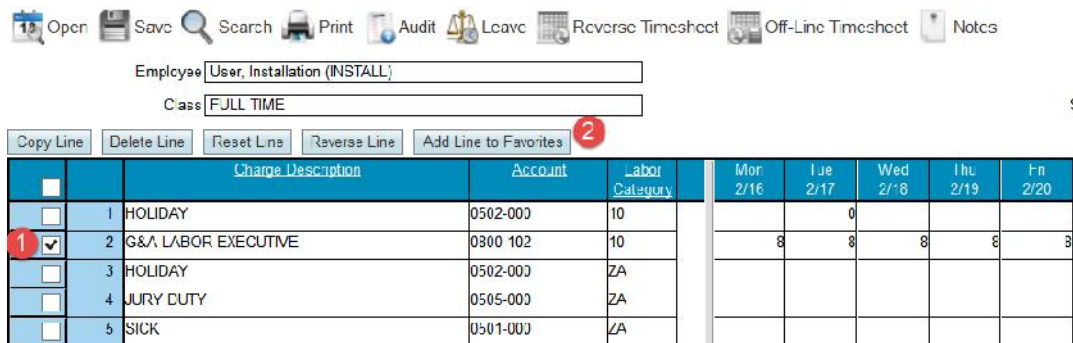 18 Open Save Search Print Audit Leave Reverse Timesheet Off-Line Timesheet Notes
Employee User, Installation (INSTALL)
Class FULL TIME
Copy Line Delete Line Reset Line Reverse Line Add Line to Favorites 2
Charge Description Account Labor Category Mon 2/16 Tue 2/17 Wed 2/18 Thu 2/19 Fri 2/20
1 HOLIDAY 0502-000 10 0
1 2 G&A LABOR EXECUTIVE 0800-102 10 8 8 8 8 8
3 HOLIDAY 0502-000 ZA
4 JURY DUTY 0505-000 ZA
5 SICK 0501-000 ZA